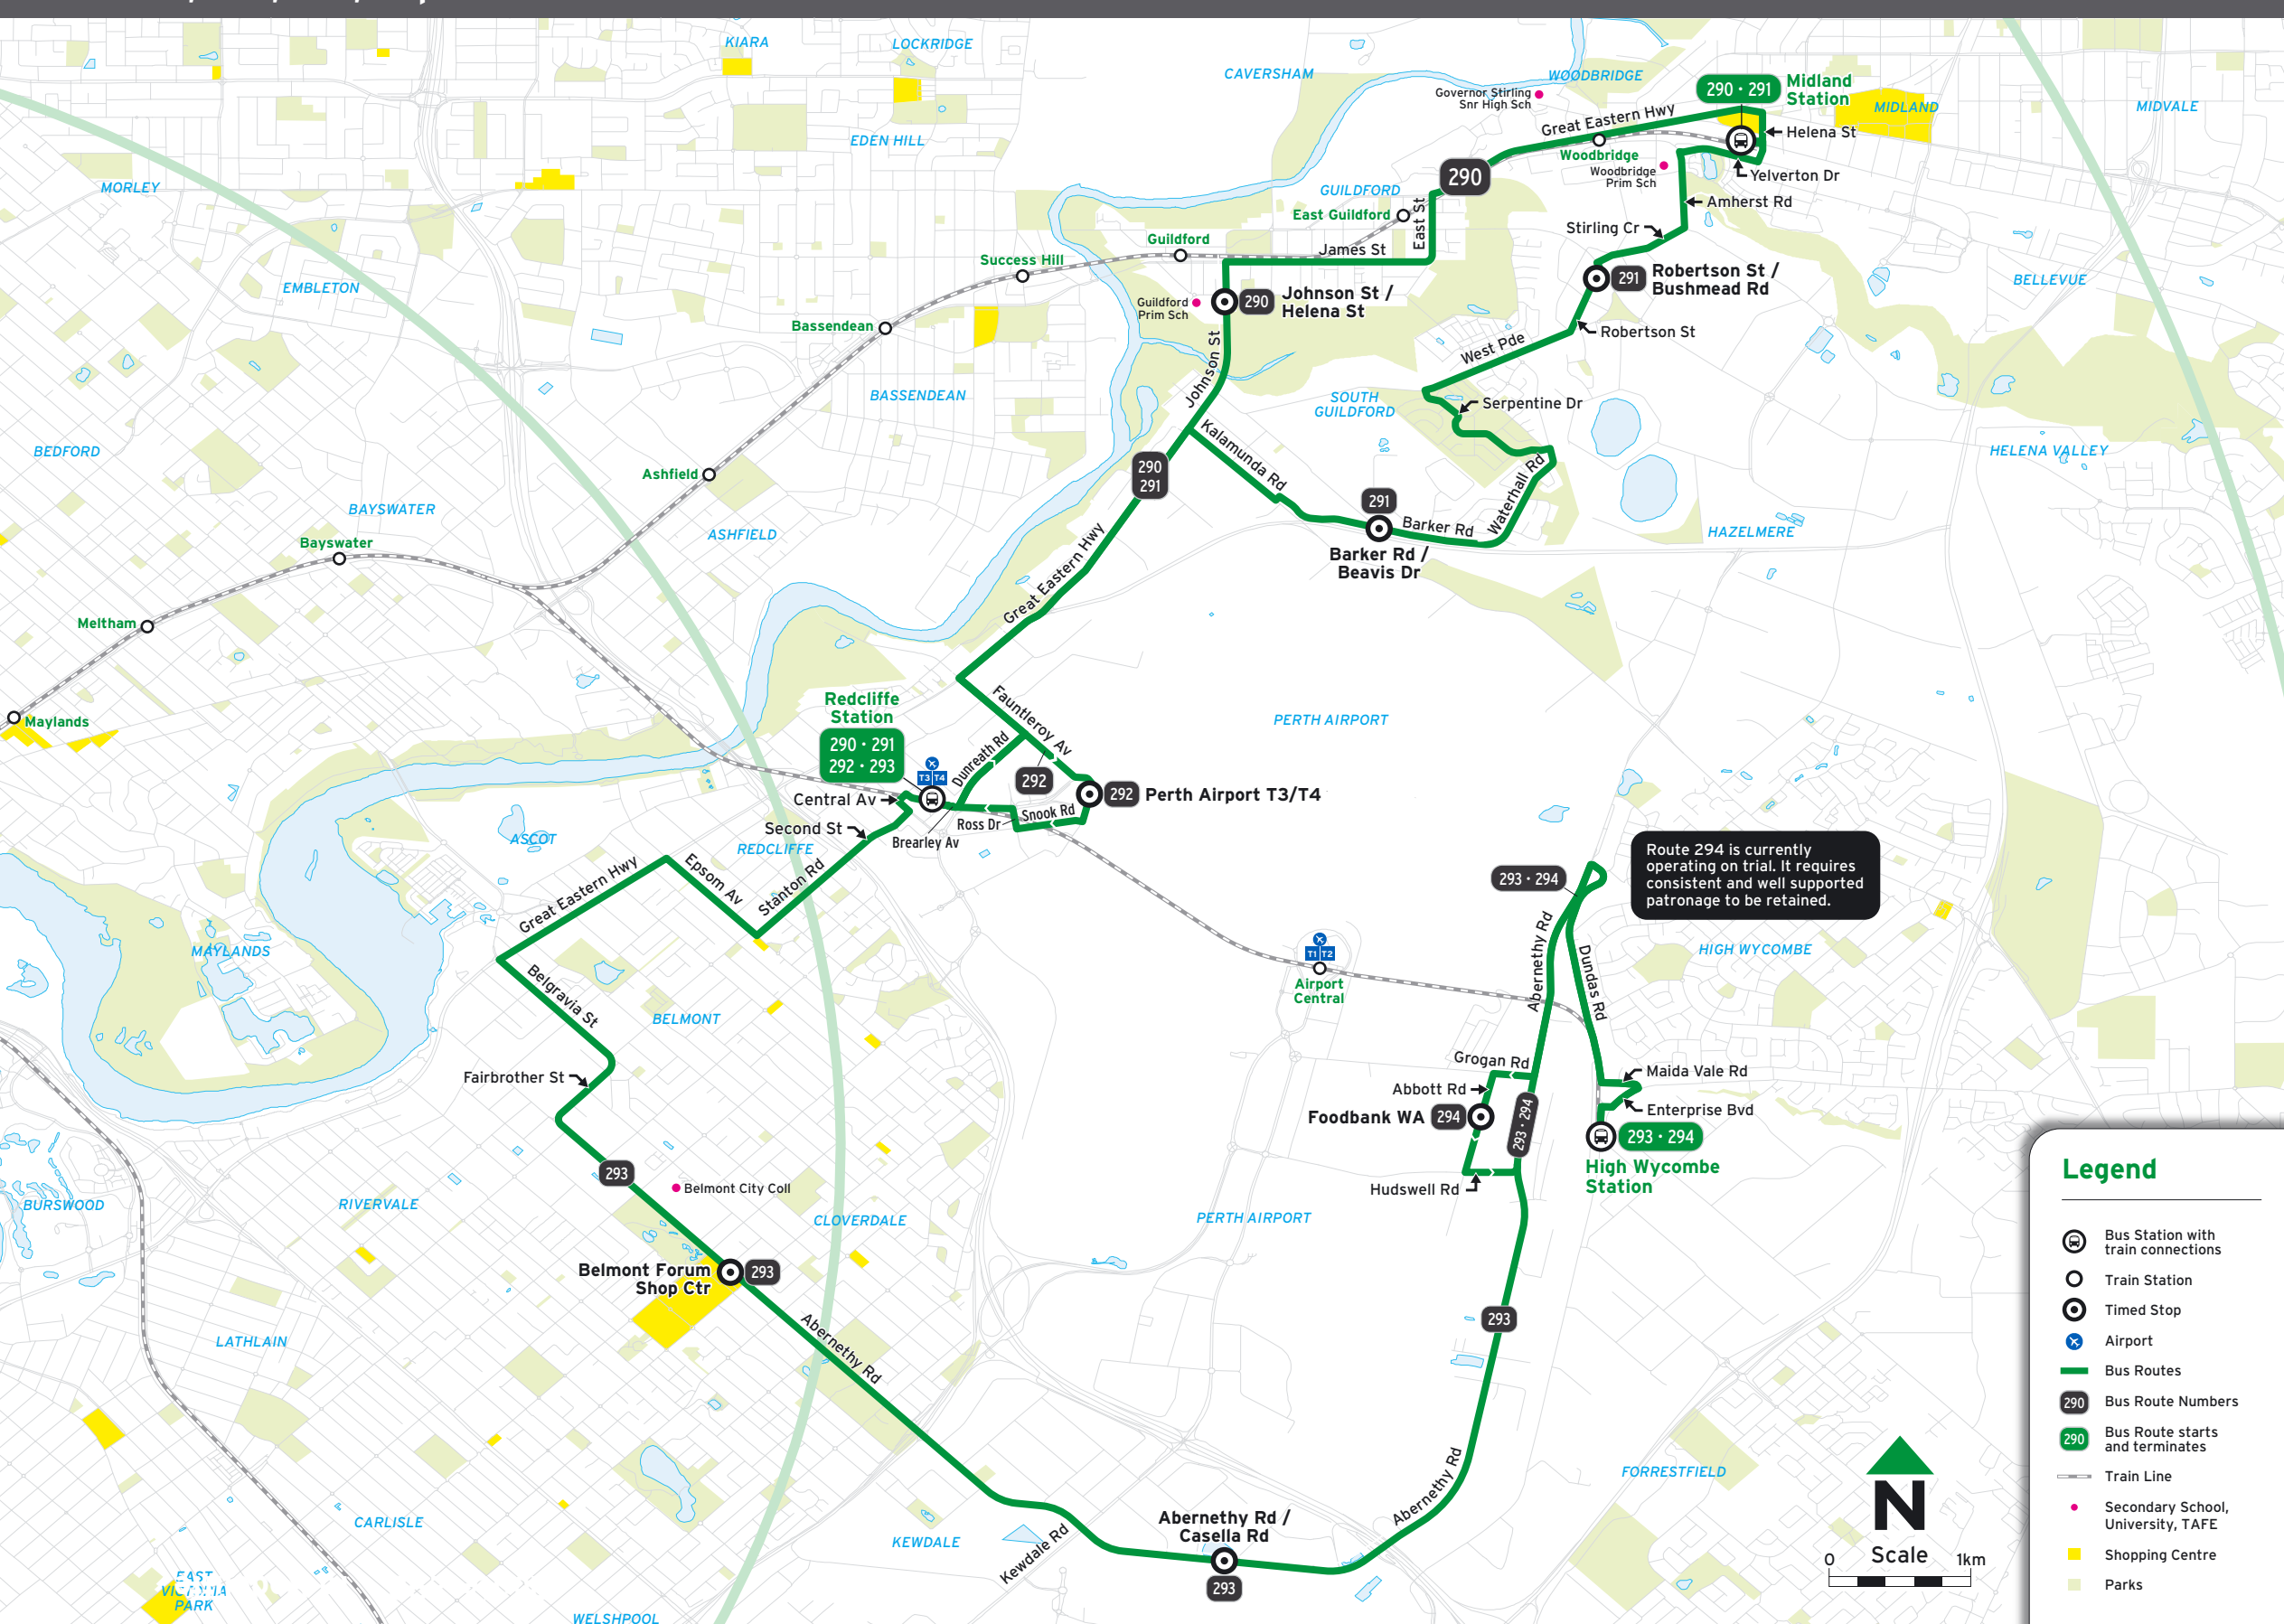 KIARA
LOCKRIDGE
CAVERSHAM
WOODBRIDGE
Governor Stirling
Snr High Sch
290 · 291
Midland
Station
MIDLAND
MIDVALE
Great Eastern Hwy
Helena St
EDEN HILL
Woodbridge
Woodbridge
Prim Sch
Yelverton Dr
MORLEY
290
GUILDFORD
East Guildford
East St
Amherst Rd
Stirling Cr
Guildford
James St
Success Hill
291
Robertson St /
Bushmead Rd
BELLEVUE
EMBLETON
Guildford
Prim Sch
290
Johnson St /
Helena St
Bassendean
Robertson St
Johnson St
West Pde
BASSENDEAN
SOUTH
GUILDFORD
Serpentine Dr
BEDFORD
Kalamunda Rd
HELENA VALLEY
Ashfield
290
291
Waterhall Rd
BAYSWATER
291
Barker Rd
ASHFIELD
HAZELMERE
Bayswater
Barker Rd /
Beavis Dr
Great Eastern Hwy
Meltham
Maylands
Redcliffe
Station
290 · 291
292 · 293
Fauntleroy Av
PERTH AIRPORT
Dunreath Rd
T3 T4
292
292
Perth Airport T3/T4
Central Av
Snook Rd
Ross Dr
Second St
Brearley Av
ASCOT
REDCLIFFE
Route 294 is currently
operating on trial. It requires
consistent and well supported
patronage to be retained.
Epsom Av
Stanton Rd
Great Eastern Hwy
293 · 294
Abernethy Rd
MAYLANDS
T1 T2
Airport
Central
Dundas Rd
HIGH WYCOMBE
Belgravia St
BELMONT
Grogan Rd
Maida Vale Rd
Fairbrother St
Abbott Rd
Enterprise Bvd
Foodbank WA
294
293 · 294
293 · 294
High Wycombe
Station
293
Belmont City Coll
Hudswell Rd
BURSWOOD
RIVERVALE
CLOVERDALE
PERTH AIRPORT
Belmont Forum
Shop Ctr
293
293
LATHLAIN
Abernethy Rd
Abernethy Rd
FORRESTFIELD
CARLISLE
KEWDALE
Kewdale Rd
Abernethy Rd /
Casella Rd
293
EAST
VICTORIA
PARK
WELSHPOOL
N
0
Scale
1km
Legend
Bus Station with
train connections
Train Station
Timed Stop
Airport
Bus Routes
290
Bus Route Numbers
290
Bus Route starts
and terminates
Train Line
Secondary School,
University, TAFE
Shopping Centre
Parks